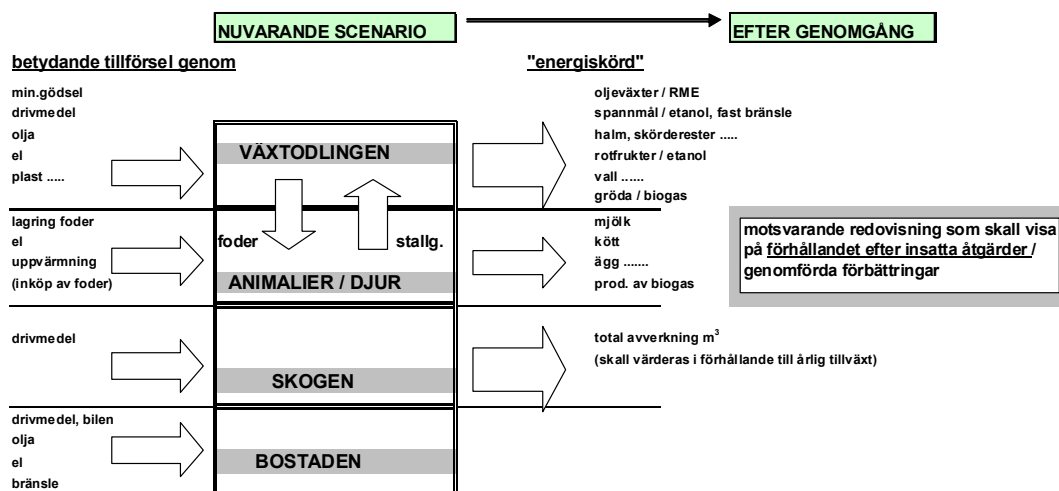 NUVARANDE SCENARIO
EFTER GENOMGÅNG
betydande tillförsel genom
"energiskörd"
min.gödsel
drivmedel
olja
el
plast .....
VÄXTODLINGEN
oljeväxter / RME
spannmål / etanol, fast bränsle
halm, skörderester .....
rotfrukter / etanol
vall ......
gröda / biogas
lagring foder
el
uppvärmning
(inköp av foder)
foder
stallg.
ANIMALIER / DJUR
mjölk
kött
ägg .......
prod. av biogas
motsvarande redovisning som skall visa
på förhållandet efter insatta åtgärder /
genomförda förbättringar
drivmedel
SKOGEN
total avverkning m³
(skall värderas i förhållande till årlig tillväxt)
drivmedel, bilen
olja
el
bränsle
BOSTADEN